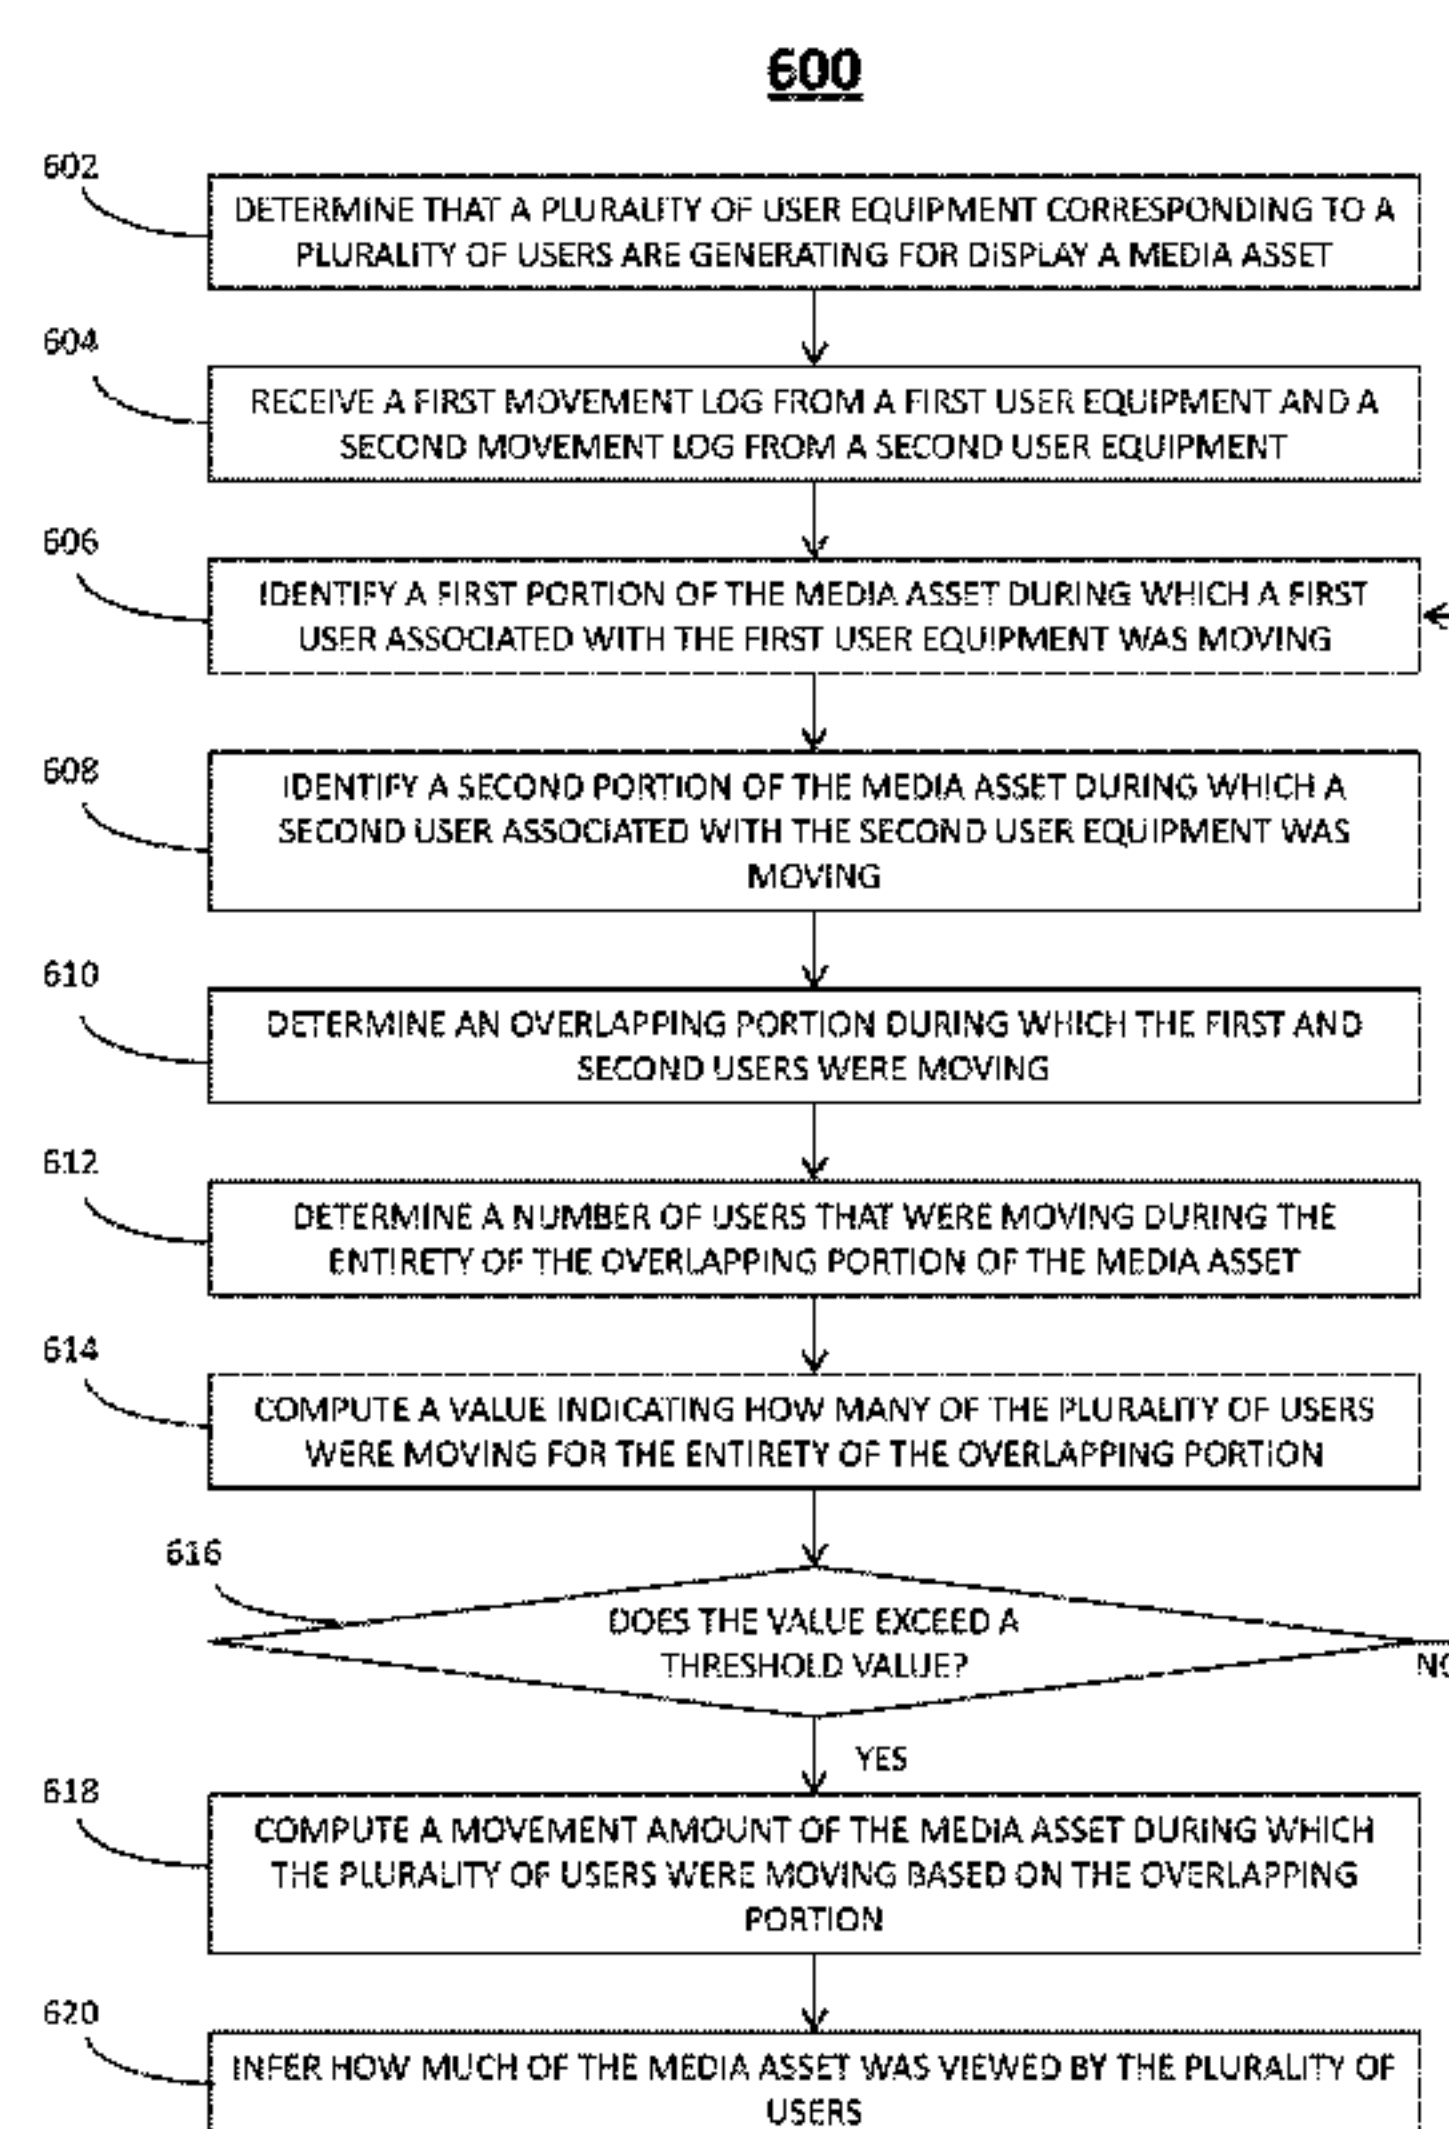 600
602
DETERMINE THAT A PLURALITY OF USER EQUIPMENT CORRESPONDING TO A
PLURALITY OF USERS ARE GENERATING FOR DISPLAY A MEDIA ASSET
604
RECEIVE A FIRST MOVEMENT LOG FROM A FIRST USER EQUIPMENT AND A
SECOND MOVEMENT LOG FROM A SECOND USER EQUIPMENT
606
IDENTIFY A FIRST PORTION OF THE MEDIA ASSET DURING WHICH A FIRST
USER ASSOCIATED WITH THE FIRST USER EQUIPMENT WAS MOVING
608
IDENTIFY A SECOND PORTION OF THE MEDIA ASSET DURING WHICH A
SECOND USER ASSOCIATED WITH THE SECOND USER EQUIPMENT WAS
MOVING
610
DETERMINE AN OVERLAPPING PORTION DURING WHICH THE FIRST AND
SECOND USERS WERE MOVING
612
DETERMINE A NUMBER OF USERS THAT WERE MOVING DURING THE
ENTIRETY OF THE OVERLAPPING PORTION OF THE MEDIA ASSET
614
COMPUTE A VALUE INDICATING HOW MANY OF THE PLURALITY OF USERS
WERE MOVING FOR THE ENTIRETY OF THE OVERLAPPING PORTION
616
DOES THE VALUE EXCEED A
THRESHOLD VALUE?
NO
YES
618
COMPUTE A MOVEMENT AMOUNT OF THE MEDIA ASSET DURING WHICH
THE PLURALITY OF USERS WERE MOVING BASED ON THE OVERLAPPING
PORTION
620
INFER HOW MUCH OF THE MEDIA ASSET WAS VIEWED BY THE PLURALITY OF
USERS